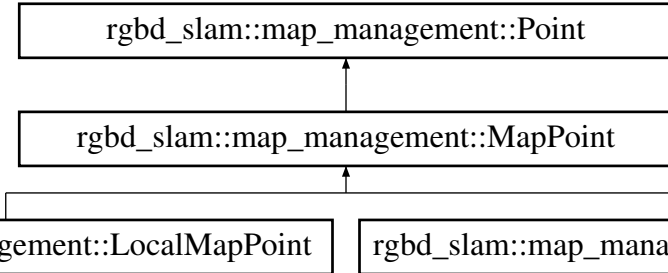 rgbd_slam::map_management::Point
rgbd_slam::map_management::MapPoint
gement::LocalMapPoint
rgbd_slam::map_mana